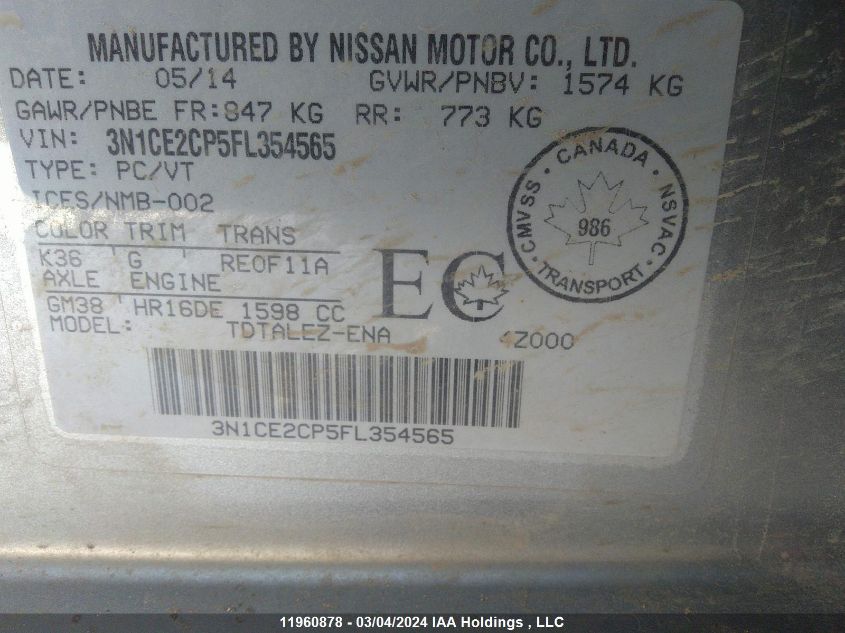 MANUFACTURED BY NISSAN MOTOR CO., LTD.
DATE: 05/14 GVWR/PNBV: 1574 KG
GAWR/PNBE FR:847 KG RR: 773 KG
VIN: 3N1CE2CP5FL354565
TYPE: PC/VT
ICES/NMB-002
COLOR TRIM TRANS
K36 G REOF11A
AXLE ENGINE
GM38 HR16DE 1598 CC
MODEL: TDTALEZ-ENA 4Z000
EC
CMVSS · CANADA · NSVAC · TRANSPORT ·
986
3N1CE2CP5FL354565
11960878 - 03/04/2024 IAA Holdings , LLC